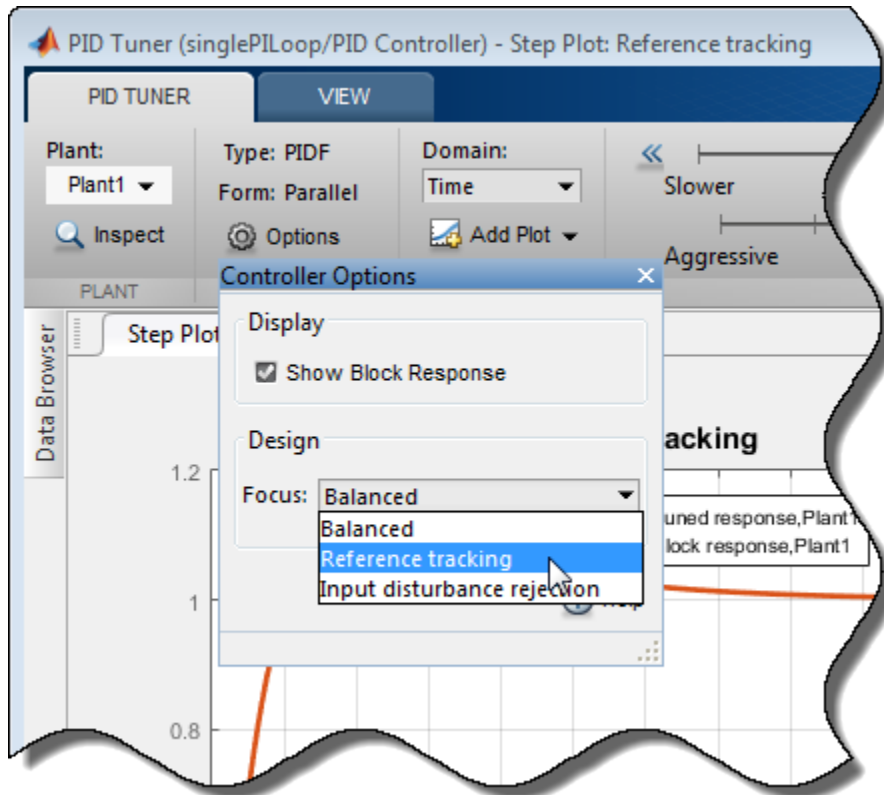 PID Tuner (singlePILoop/PID Controller) - Step Plot: Reference tracking
PID TUNER
VIEW
Plant:
Plant1
Inspect
PLANT
Type: PIDF
Form: Parallel
Options
Domain:
Time
Add Plot
Slower
Aggressive
Controller Options
Display
Show Block Response
Design
Focus: Balanced
Balanced
Reference tracking
Input disturbance rejection
Help
Data Browser
Step Plot
acking
uned response,Plant1
lock response,Plant1
1.2
1
0.8